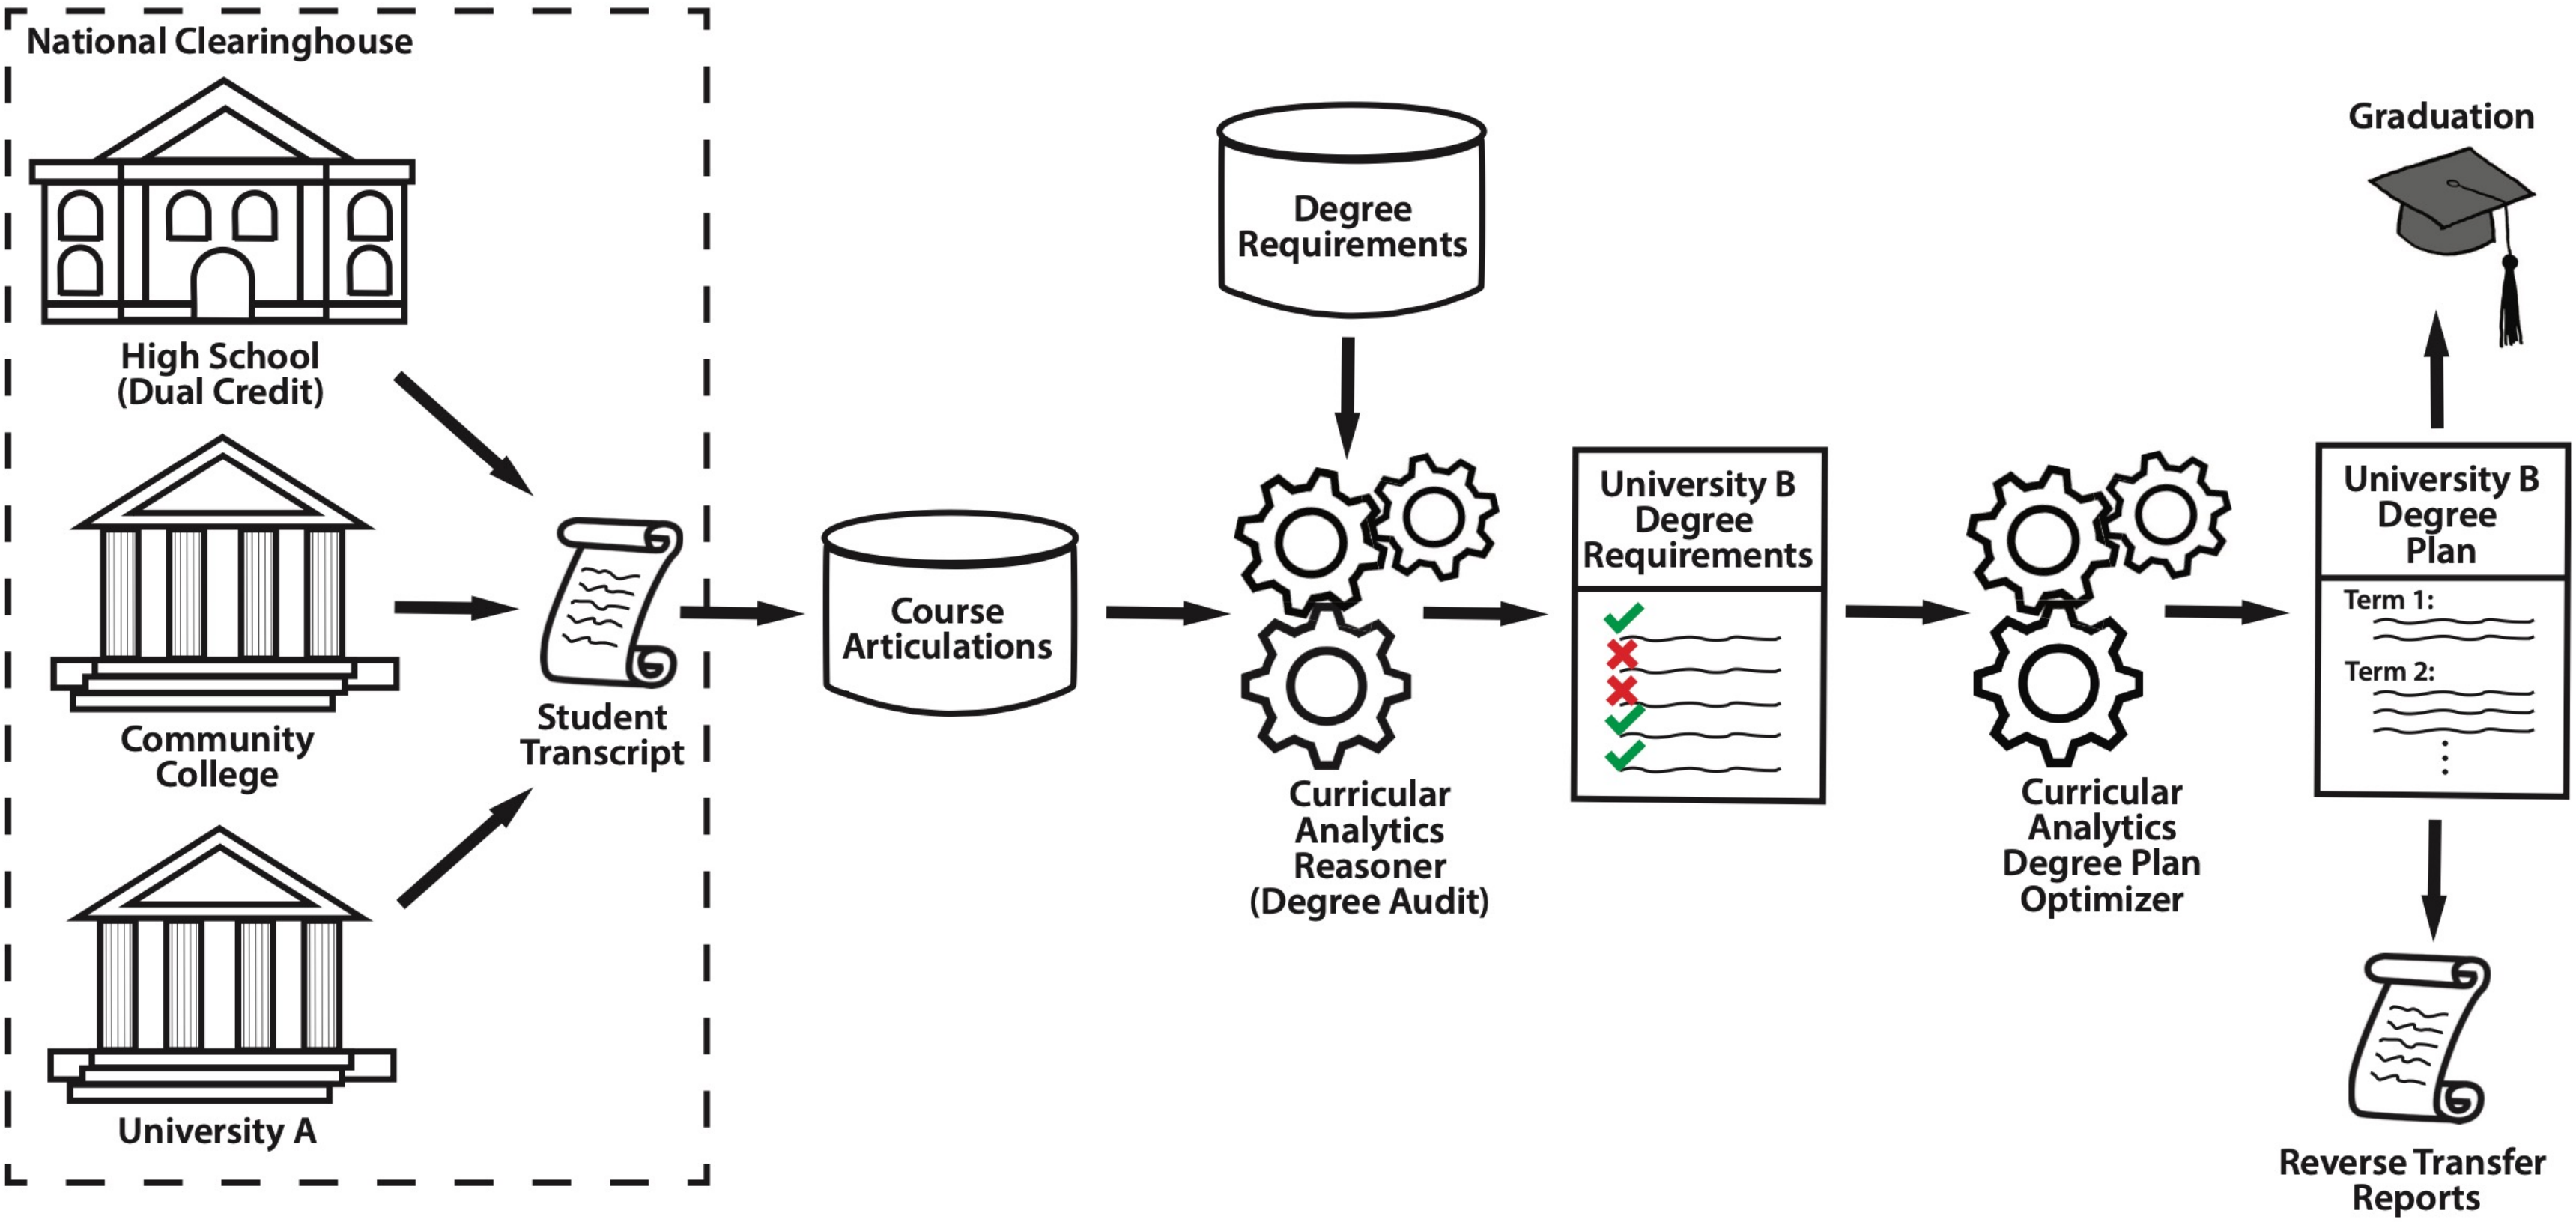 National Clearinghouse
High School
(Dual Credit)
Community
College
University A
Student
Transcript
Course
Articulations
Degree
Requirements
Curricular
Analytics
Reasoner
(Degree Audit)
University B
Degree
Requirements
Curricular
Analytics
Degree Plan
Optimizer
University B
Degree
Plan
Term 1:
Term 2:
Graduation
Reverse Transfer
Reports